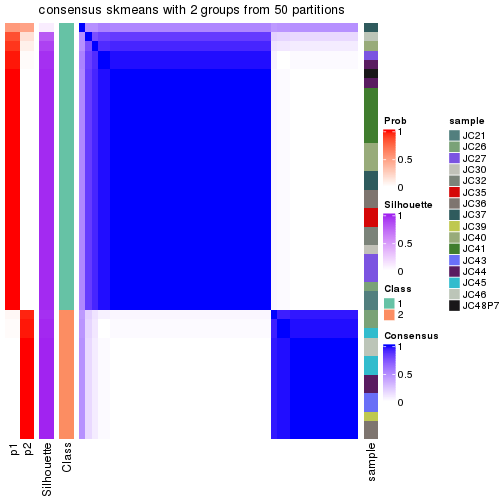 consensus skmeans with 2 groups from 50 partitions
Prob
1
0.5
0
Silhouette
1
0.5
0
Class
1
2
Consensus
1
0.5
0
sample
JC21
JC26
JC27
JC30
JC32
JC35
JC36
JC37
JC39
JC40
JC41
JC43
JC44
JC45
JC46
JC48P7
p1
p2
Silhouette
Class
sample